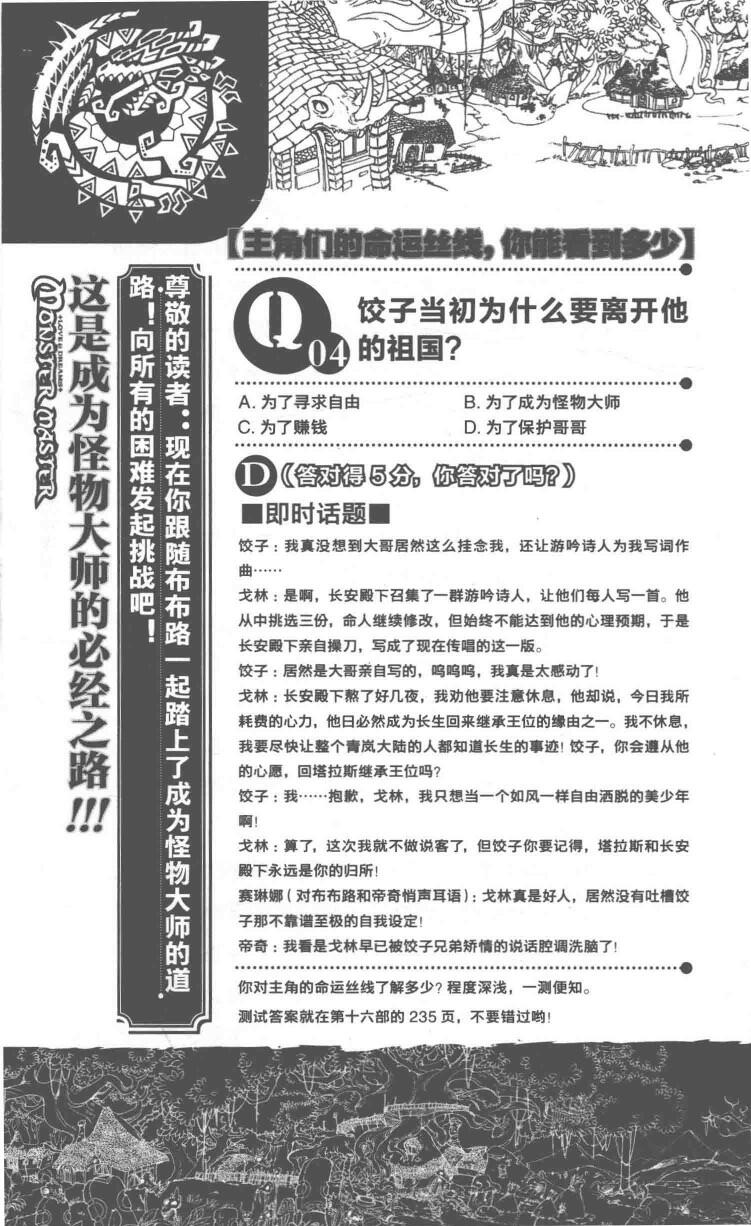 【主角们的命运丝线，你能看到多少】
Q04
饺子当初为什么要离开他
的祖国？
A. 为了寻求自由
B. 为了成为怪物大师
C. 为了赚钱
D. 为了保护哥哥
D（答对得5分，你答对了吗？）
■即时话题■
饺子：我真没想到大哥居然这么挂念我，还让游吟诗人为我写词作
曲……
戈林：是啊，长安殿下召集了一群游吟诗人，让他们每人写一首。他
从中挑选三份，命人继续修改，但始终不能达到他的心理预期，于是
长安殿下亲自操刀，写成了现在传唱的这一版。
饺子：居然是大哥亲自写的，呜呜呜，我真是太感动了！
戈林：长安殿下熬了好几夜，我劝他要注意休息，他却说，今日我所
耗费的心力，他日必然成为长生回来继承王位的缘由之一。我不休息，
我要尽快让整个青岚大陆的人都知道长生的事迹！饺子，你会遵从他
的心愿，回塔拉斯继承王位吗？
饺子：我……抱歉，戈林，我只想当一个如风一样自由洒脱的美少年
啊！
戈林：算了，这次我就不做说客了，但饺子你要记得，塔拉斯和长安
殿下永远是你的归所！
赛琳娜（对布布路和帝奇悄声耳语）：戈林真是好人，居然没有吐槽饺
子那不靠谱至极的自我设定！
帝奇：我看是戈林早已被饺子兄弟矫情的说话腔调洗脑了！
你对主角的命运丝线了解多少？程度深浅，一测便知。
测试答案就在第十六部的235页，不要错过哟！
尊敬的读者：现在你跟随布布路一起踏上了成为怪物大师的道
路！向所有的困难发起挑战吧！
这是成为怪物大师的必经之路!!!
+LOVE & DREAMS+
MONSTER MASTER